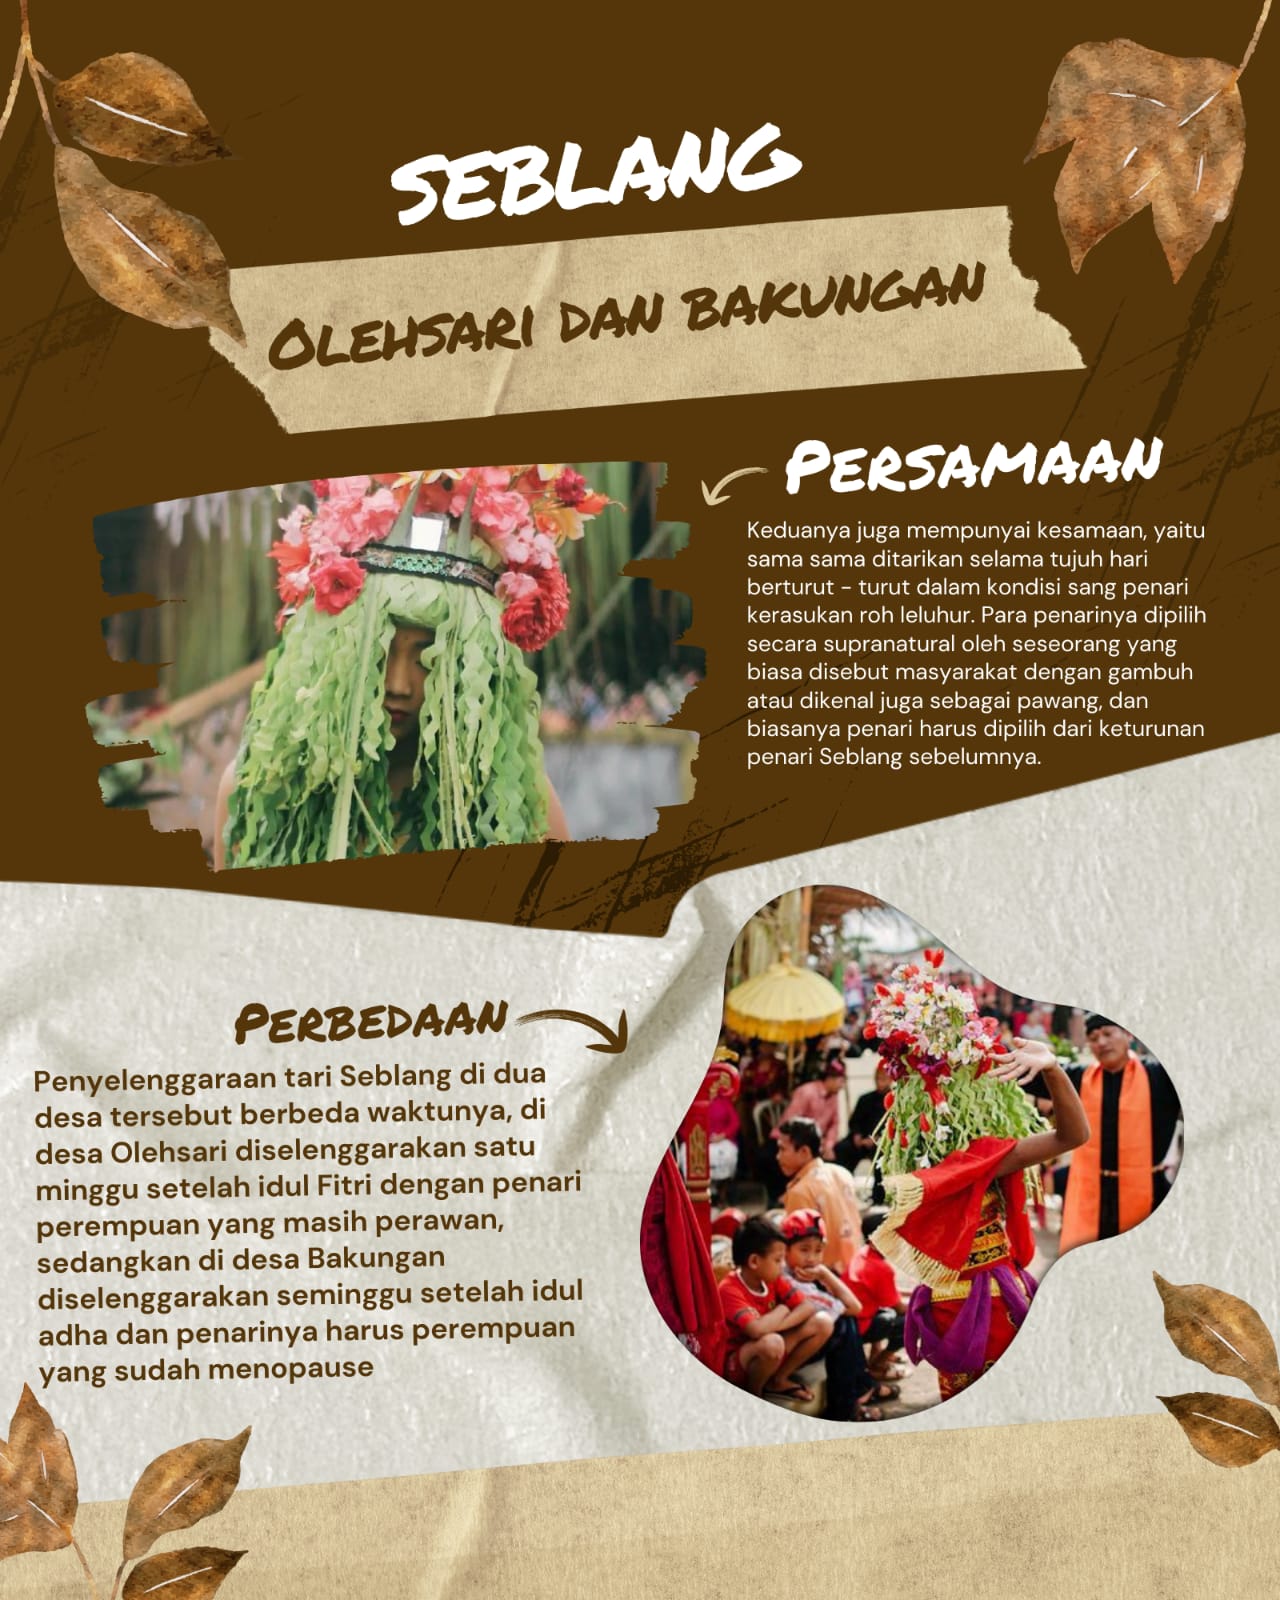 SEBLANG
OLEHSARI DAN BAKUNGAN
PERSAMAAN
Keduanya juga mempunyai kesamaan, yaitu
sama sama ditarikan selama tujuh hari
berturut - turut dalam kondisi sang penari
kerasukan roh leluhur. Para penarinya dipilih
secara supranatural oleh seseorang yang
biasa disebut masyarakat dengan gambuh
atau dikenal juga sebagai pawang, dan
biasanya penari harus dipilih dari keturunan
penari Seblang sebelumnya.
PERBEDAAN
Penyelenggaraan tari Seblang di dua
desa tersebut berbeda waktunya, di
desa Olehsari diselenggarakan satu
minggu setelah idul Fitri dengan penari
perempuan yang masih perawan,
sedangkan di desa Bakungan
diselenggarakan seminggu setelah idul
adha dan penarinya harus perempuan
yang sudah menopause